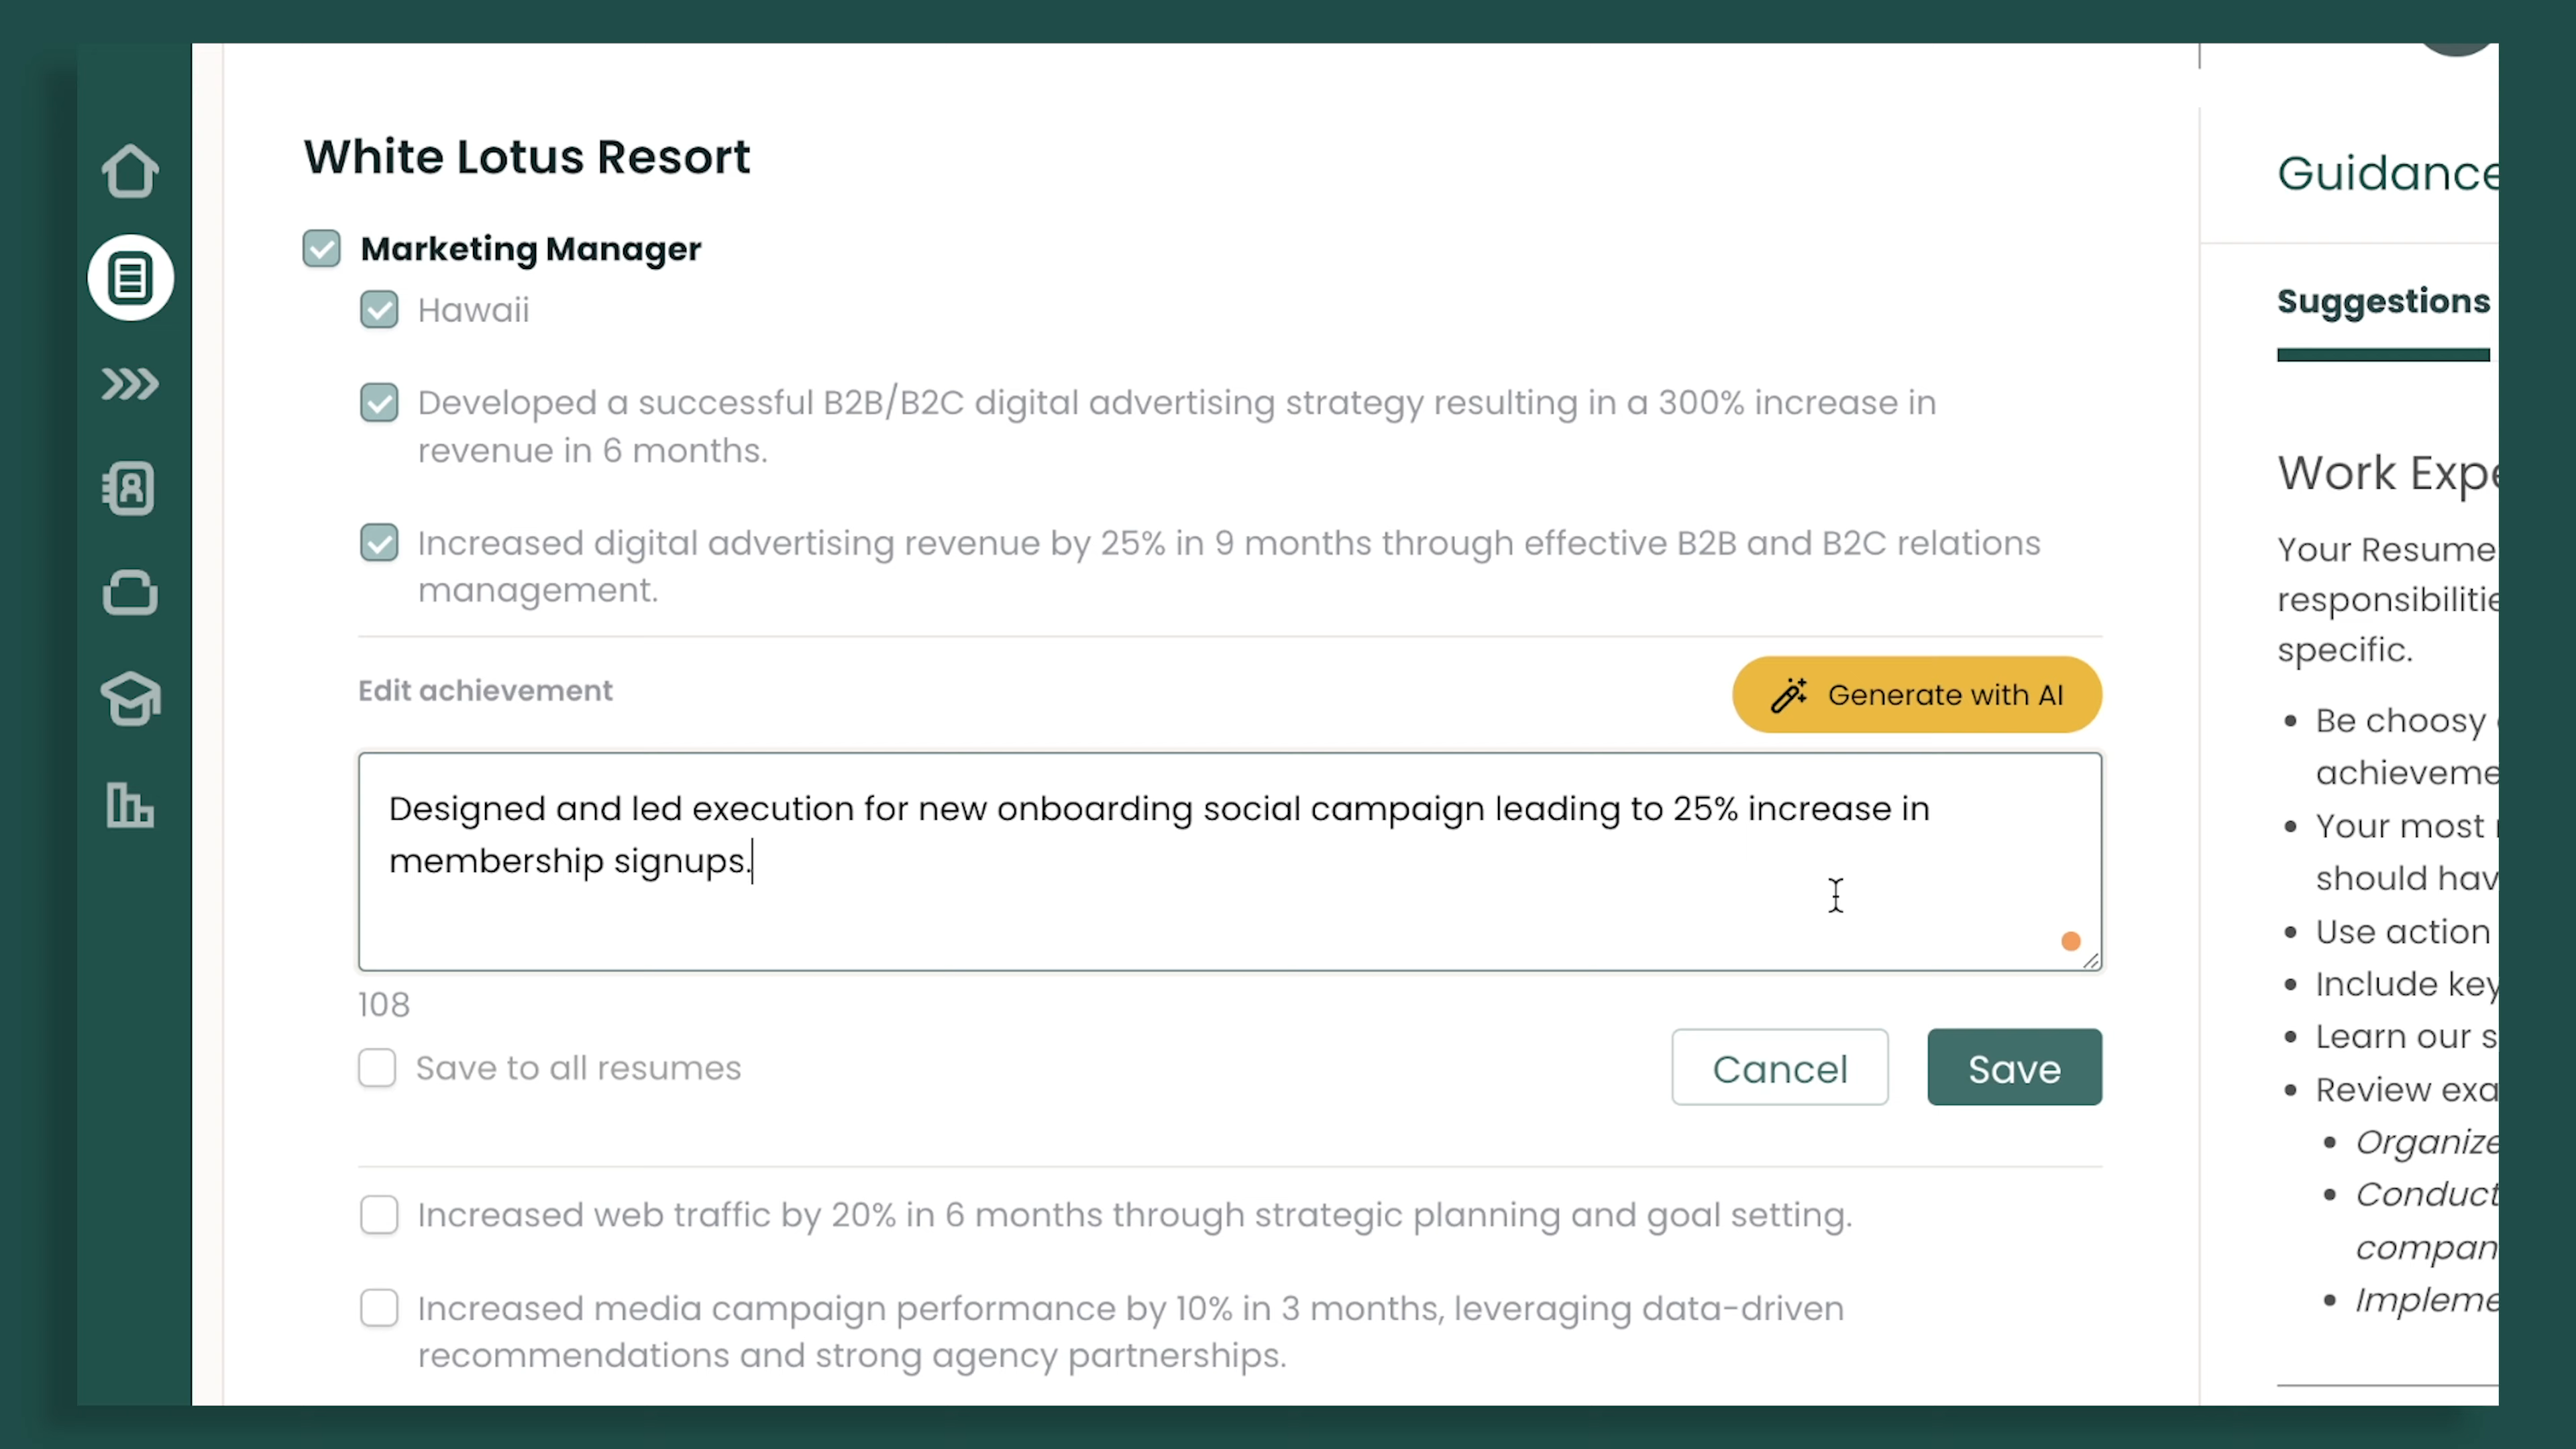 White Lotus Resort
Marketing Manager
Hawaii
Developed a successful B2B/B2C digital advertising strategy resulting in a 300% increase in
revenue in 6 months.
Increased digital advertising revenue by 25% in 9 months through effective B2B and B2C relations
management.
Edit achievement
Generate with AI
Designed and led execution for new onboarding social campaign leading to 25% increase in
membership signups.
108
Save to all resumes
Cancel
Save
Increased web traffic by 20% in 6 months through strategic planning and goal setting.
Increased media campaign performance by 10% in 3 months, leveraging data-driven
recommendations and strong agency partnerships.
Guidance
Suggestions
Work Expe
Your Resume
responsibilitie
specific.
Be choosy
achieveme
Your most
should hav
Use action
Include key
Learn our s
Review exa
Organize
Conduct
compan
Impleme